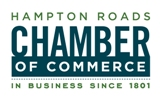 HAMPTON ROADS
CHAMBER
OF COMMERCE
IN BUSINESS SINCE 1801